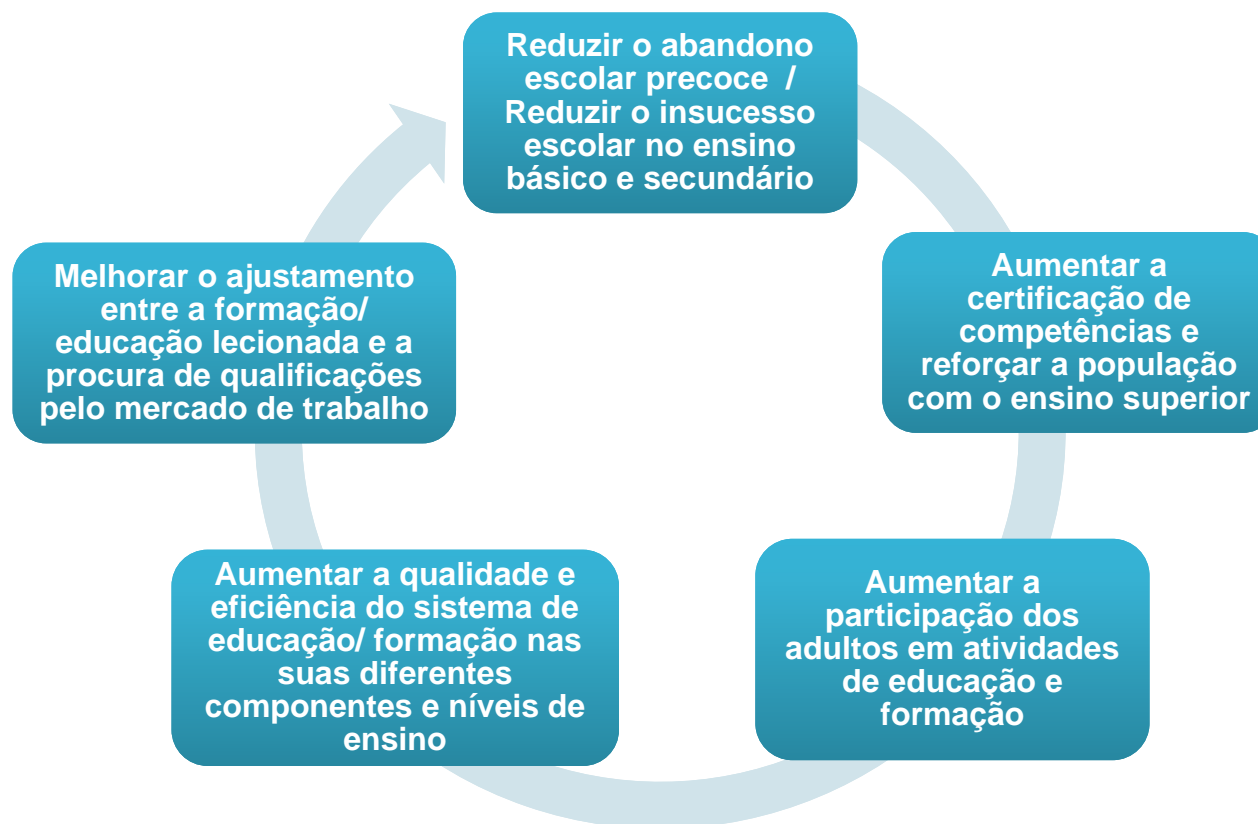 Reduzir o abandono
escolar precoce /
Reduzir o insucesso
escolar no ensino
básico e secundário
Aumentar a
certificação de
competências e
reforçar a população
com o ensino superior
Aumentar a
participação dos
adultos em atividades
de educação e
formação
Aumentar a qualidade e
eficiência do sistema de
educação/ formação nas
suas diferentes
componentes e níveis de
ensino
Melhorar o ajustamento
entre a formação/
educação lecionada e a
procura de qualificações
pelo mercado de trabalho